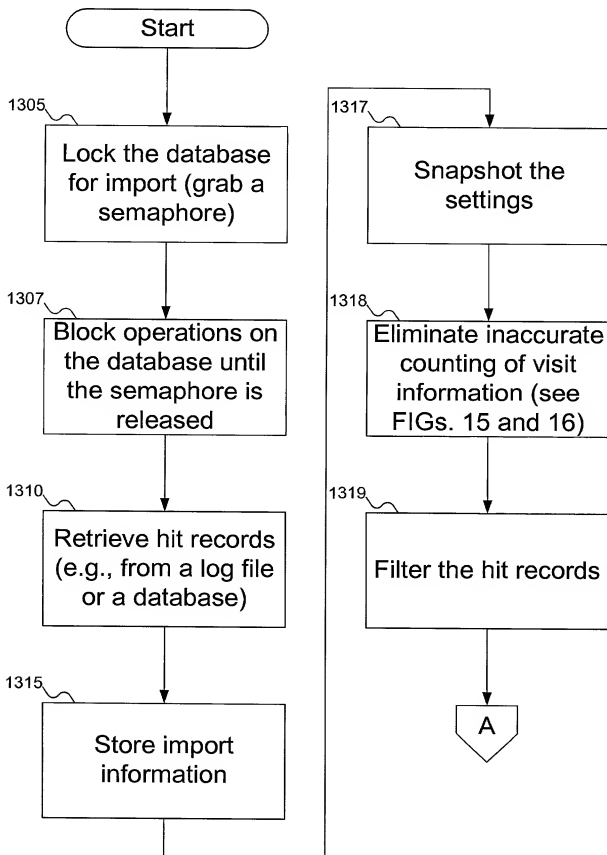 Start
1305
Lock the database
for import (grab a
semaphore)
1307
Block operations on
the database until
the semaphore is
released
1310
Retrieve hit records
(e.g., from a log file
or a database)
1315
Store import
information
1317
Snapshot the
settings
1318
Eliminate inaccurate
counting of visit
information (see
FIGs. 15 and 16)
1319
Filter the hit records
A